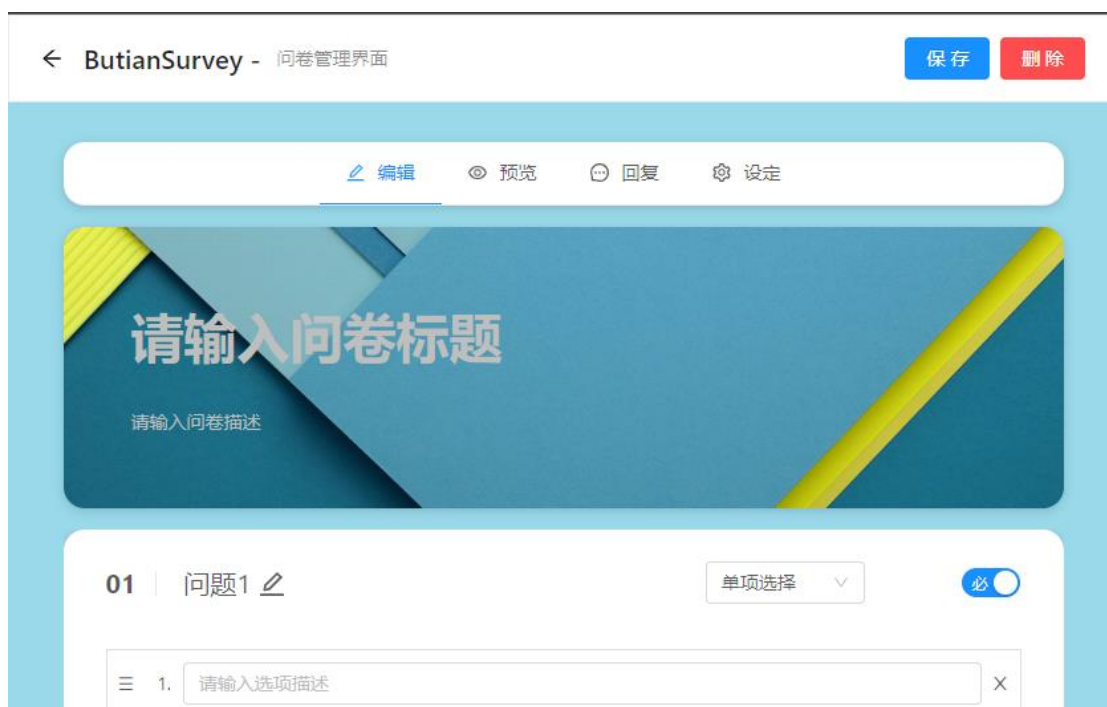 ButianSurvey - 问卷管理界面 保存 删除
编辑 预览 回复 设定
请输入问卷标题
请输入问卷描述
01 问题1 单项选择 必
1. 请输入选项描述 X